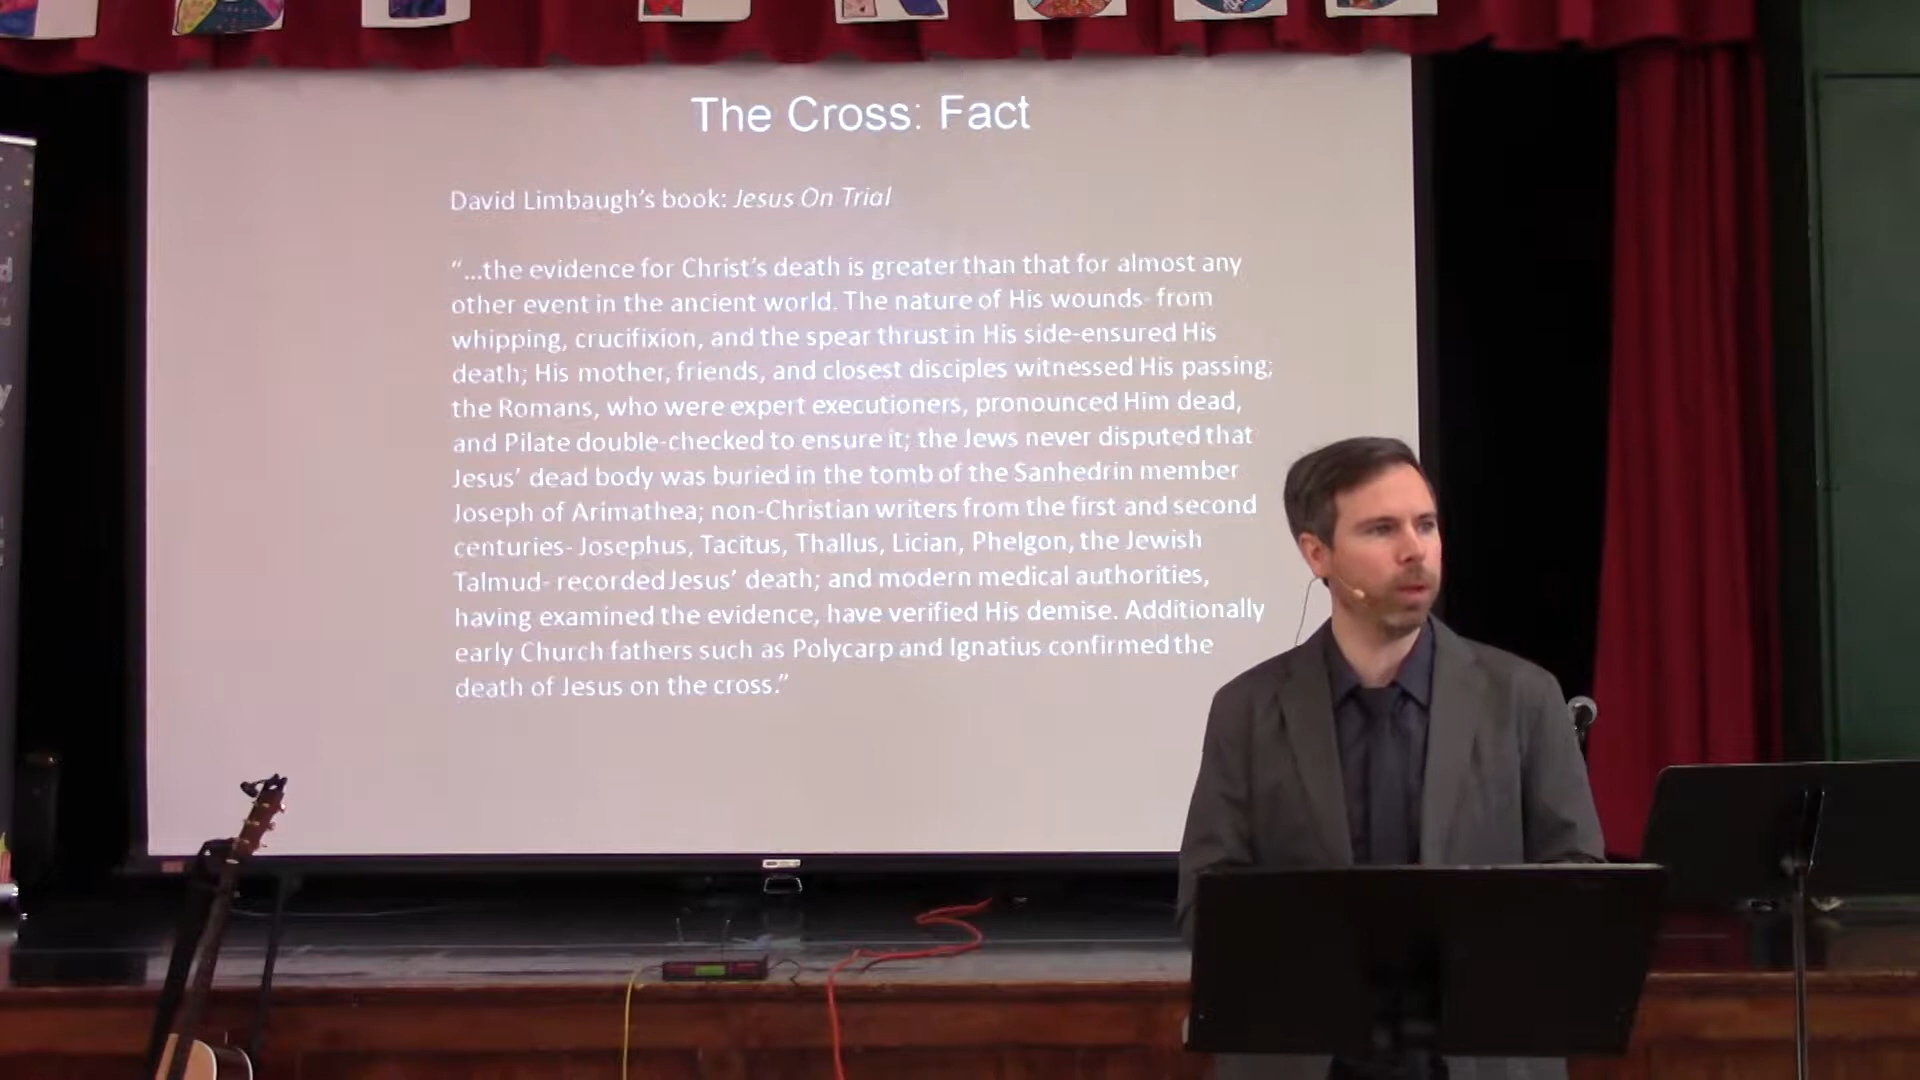 The Cross: Fact
David Limbaugh's book: Jesus On Trial
"...the evidence for Christ's death is greater than that for almost any
other event in the ancient world. The nature of His wounds- from
whipping, crucifixion, and the spear thrust in His side-ensured His
death; His mother, friends, and closest disciples witnessed His passing;
the Romans, who were expert executioners, pronounced Him dead,
and Pilate double-checked to ensure it; the Jews never disputed that
Jesus' dead body was buried in the tomb of the Sanhedrin member
Joseph of Arimathea; non-Christian writers from the first and second
centuries- Josephus, Tacitus, Thallus, Lician, Phelgon, the Jewish
Talmud- recorded Jesus' death; and modern medical authorities,
having examined the evidence, have verified His demise. Additionally
early Church fathers such as Polycarp and Ignatius confirmed the
death of Jesus on the cross."